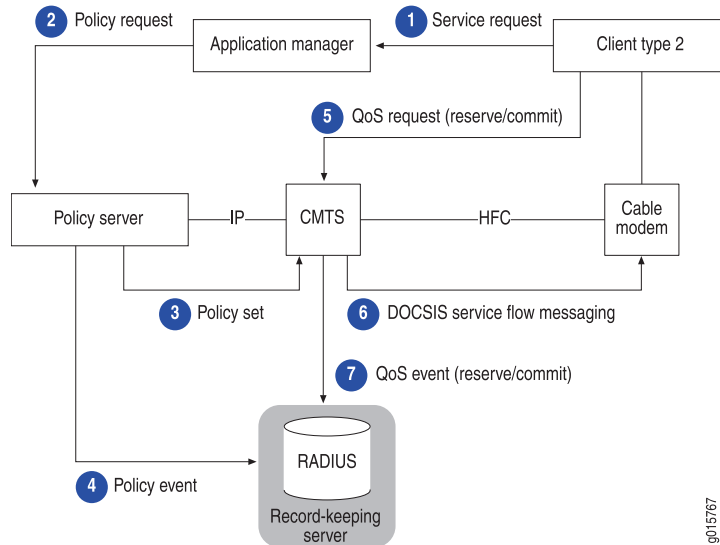 2 Policy request
Application manager
1 Service request
Client type 2
5 QoS request (reserve/commit)
Policy server
IP
CMTS
HFC
Cable
modem
3 Policy set
6 DOCSIS service flow messaging
7 QoS event (reserve/commit)
RADIUS
4 Policy event
Record-keeping
server
g015767